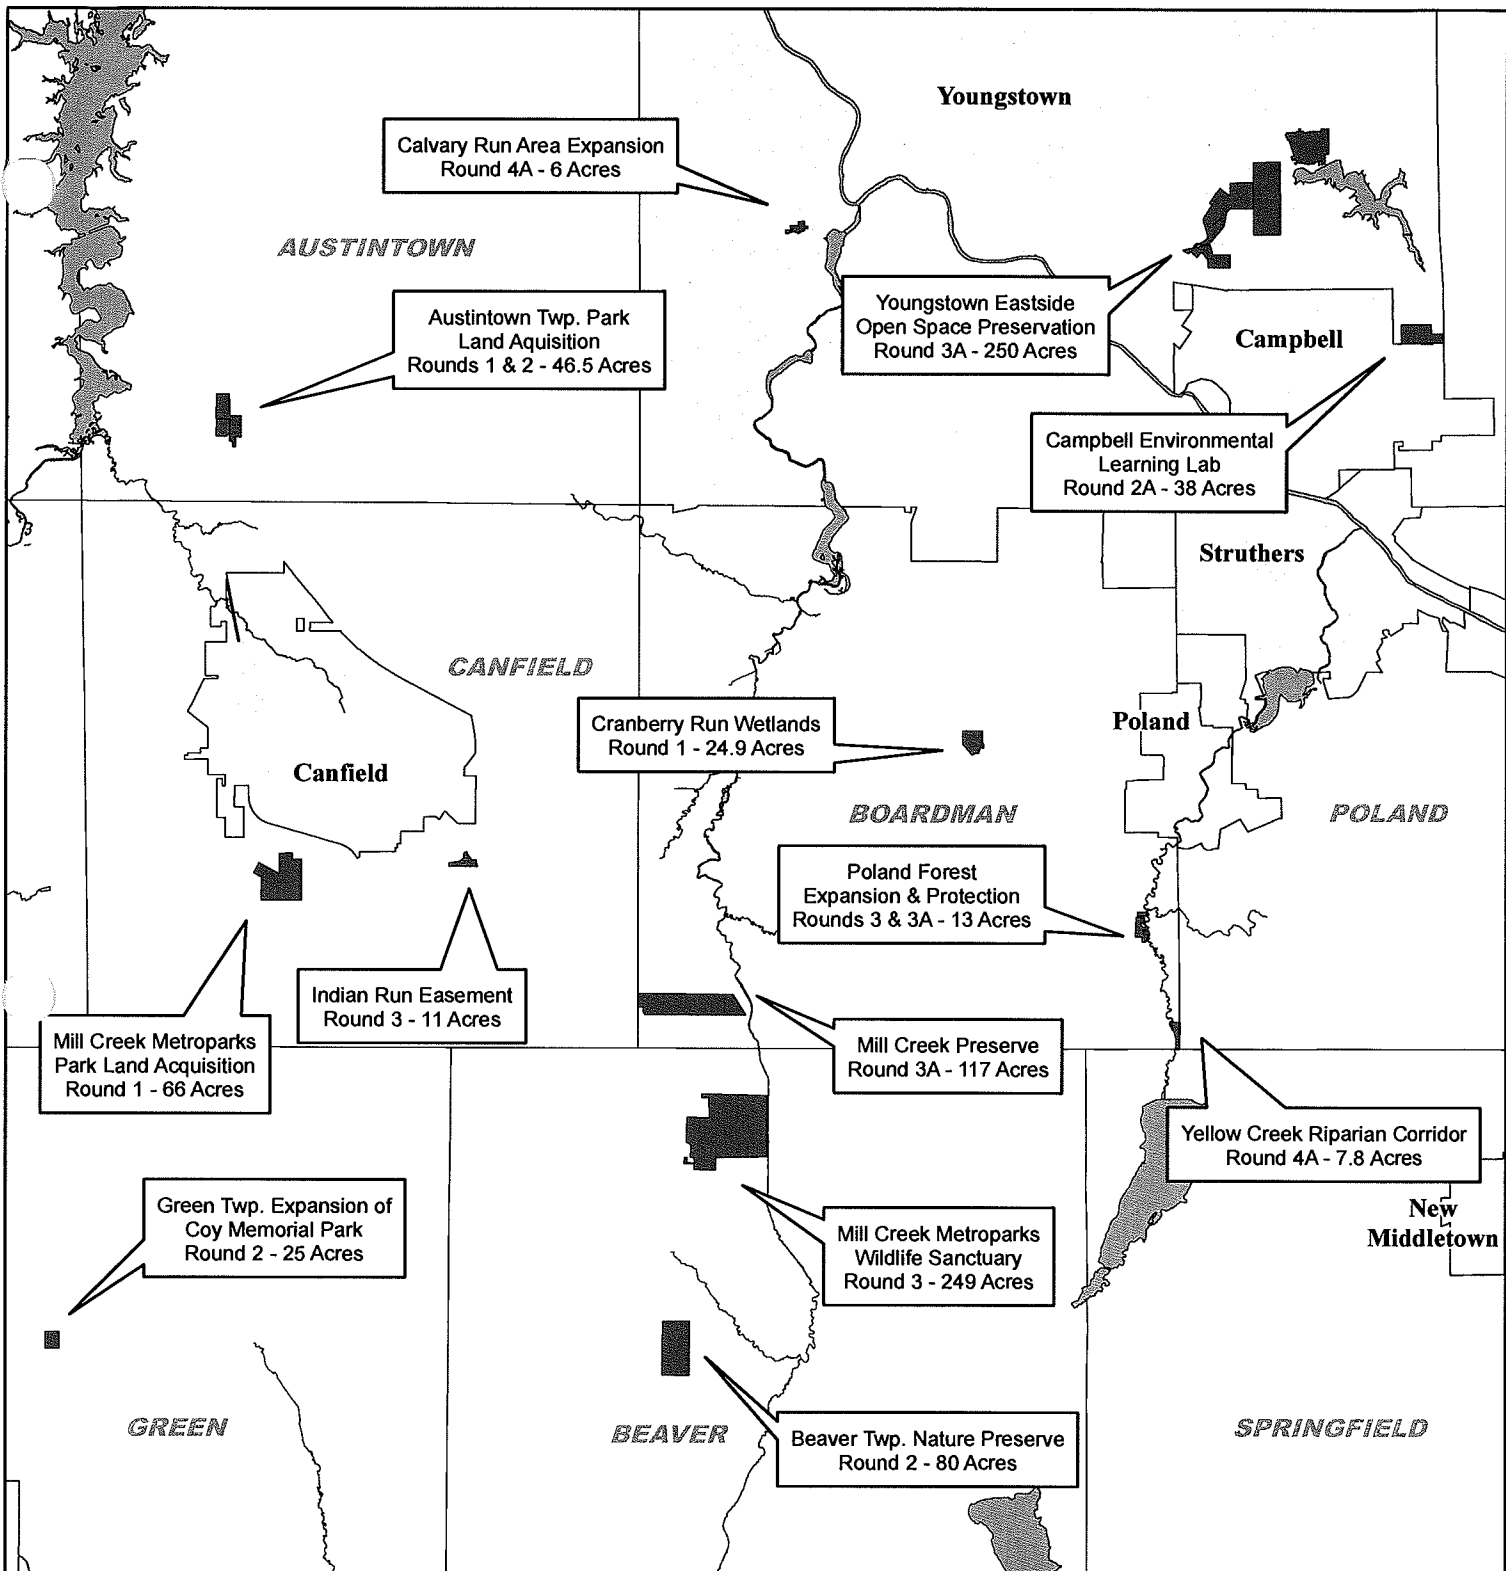 Youngstown
Calvary Run Area Expansion
Round 4A - 6 Acres
AUSTINTOWN
Austintown Twp. Park
Land Aquisition
Rounds 1 & 2 - 46.5 Acres
Youngstown Eastside
Open Space Preservation
Round 3A - 250 Acres
Campbell
Campbell Environmental
Learning Lab
Round 2A - 38 Acres
Struthers
CANFIELD
Cranberry Run Wetlands
Round 1 - 24.9 Acres
Poland
Canfield
BOARDMAN
POLAND
Poland Forest
Expansion & Protection
Rounds 3 & 3A - 13 Acres
Indian Run Easement
Round 3 - 11 Acres
Mill Creek Metroparks
Park Land Acquisition
Round 1 - 66 Acres
Mill Creek Preserve
Round 3A - 117 Acres
Yellow Creek Riparian Corridor
Round 4A - 7.8 Acres
Green Twp. Expansion of
Coy Memorial Park
Round 2 - 25 Acres
Mill Creek Metroparks
Wildlife Sanctuary
Round 3 - 249 Acres
New
Middletown
GREEN
BEAVER
Beaver Twp. Nature Preserve
Round 2 - 80 Acres
SPRINGFIELD